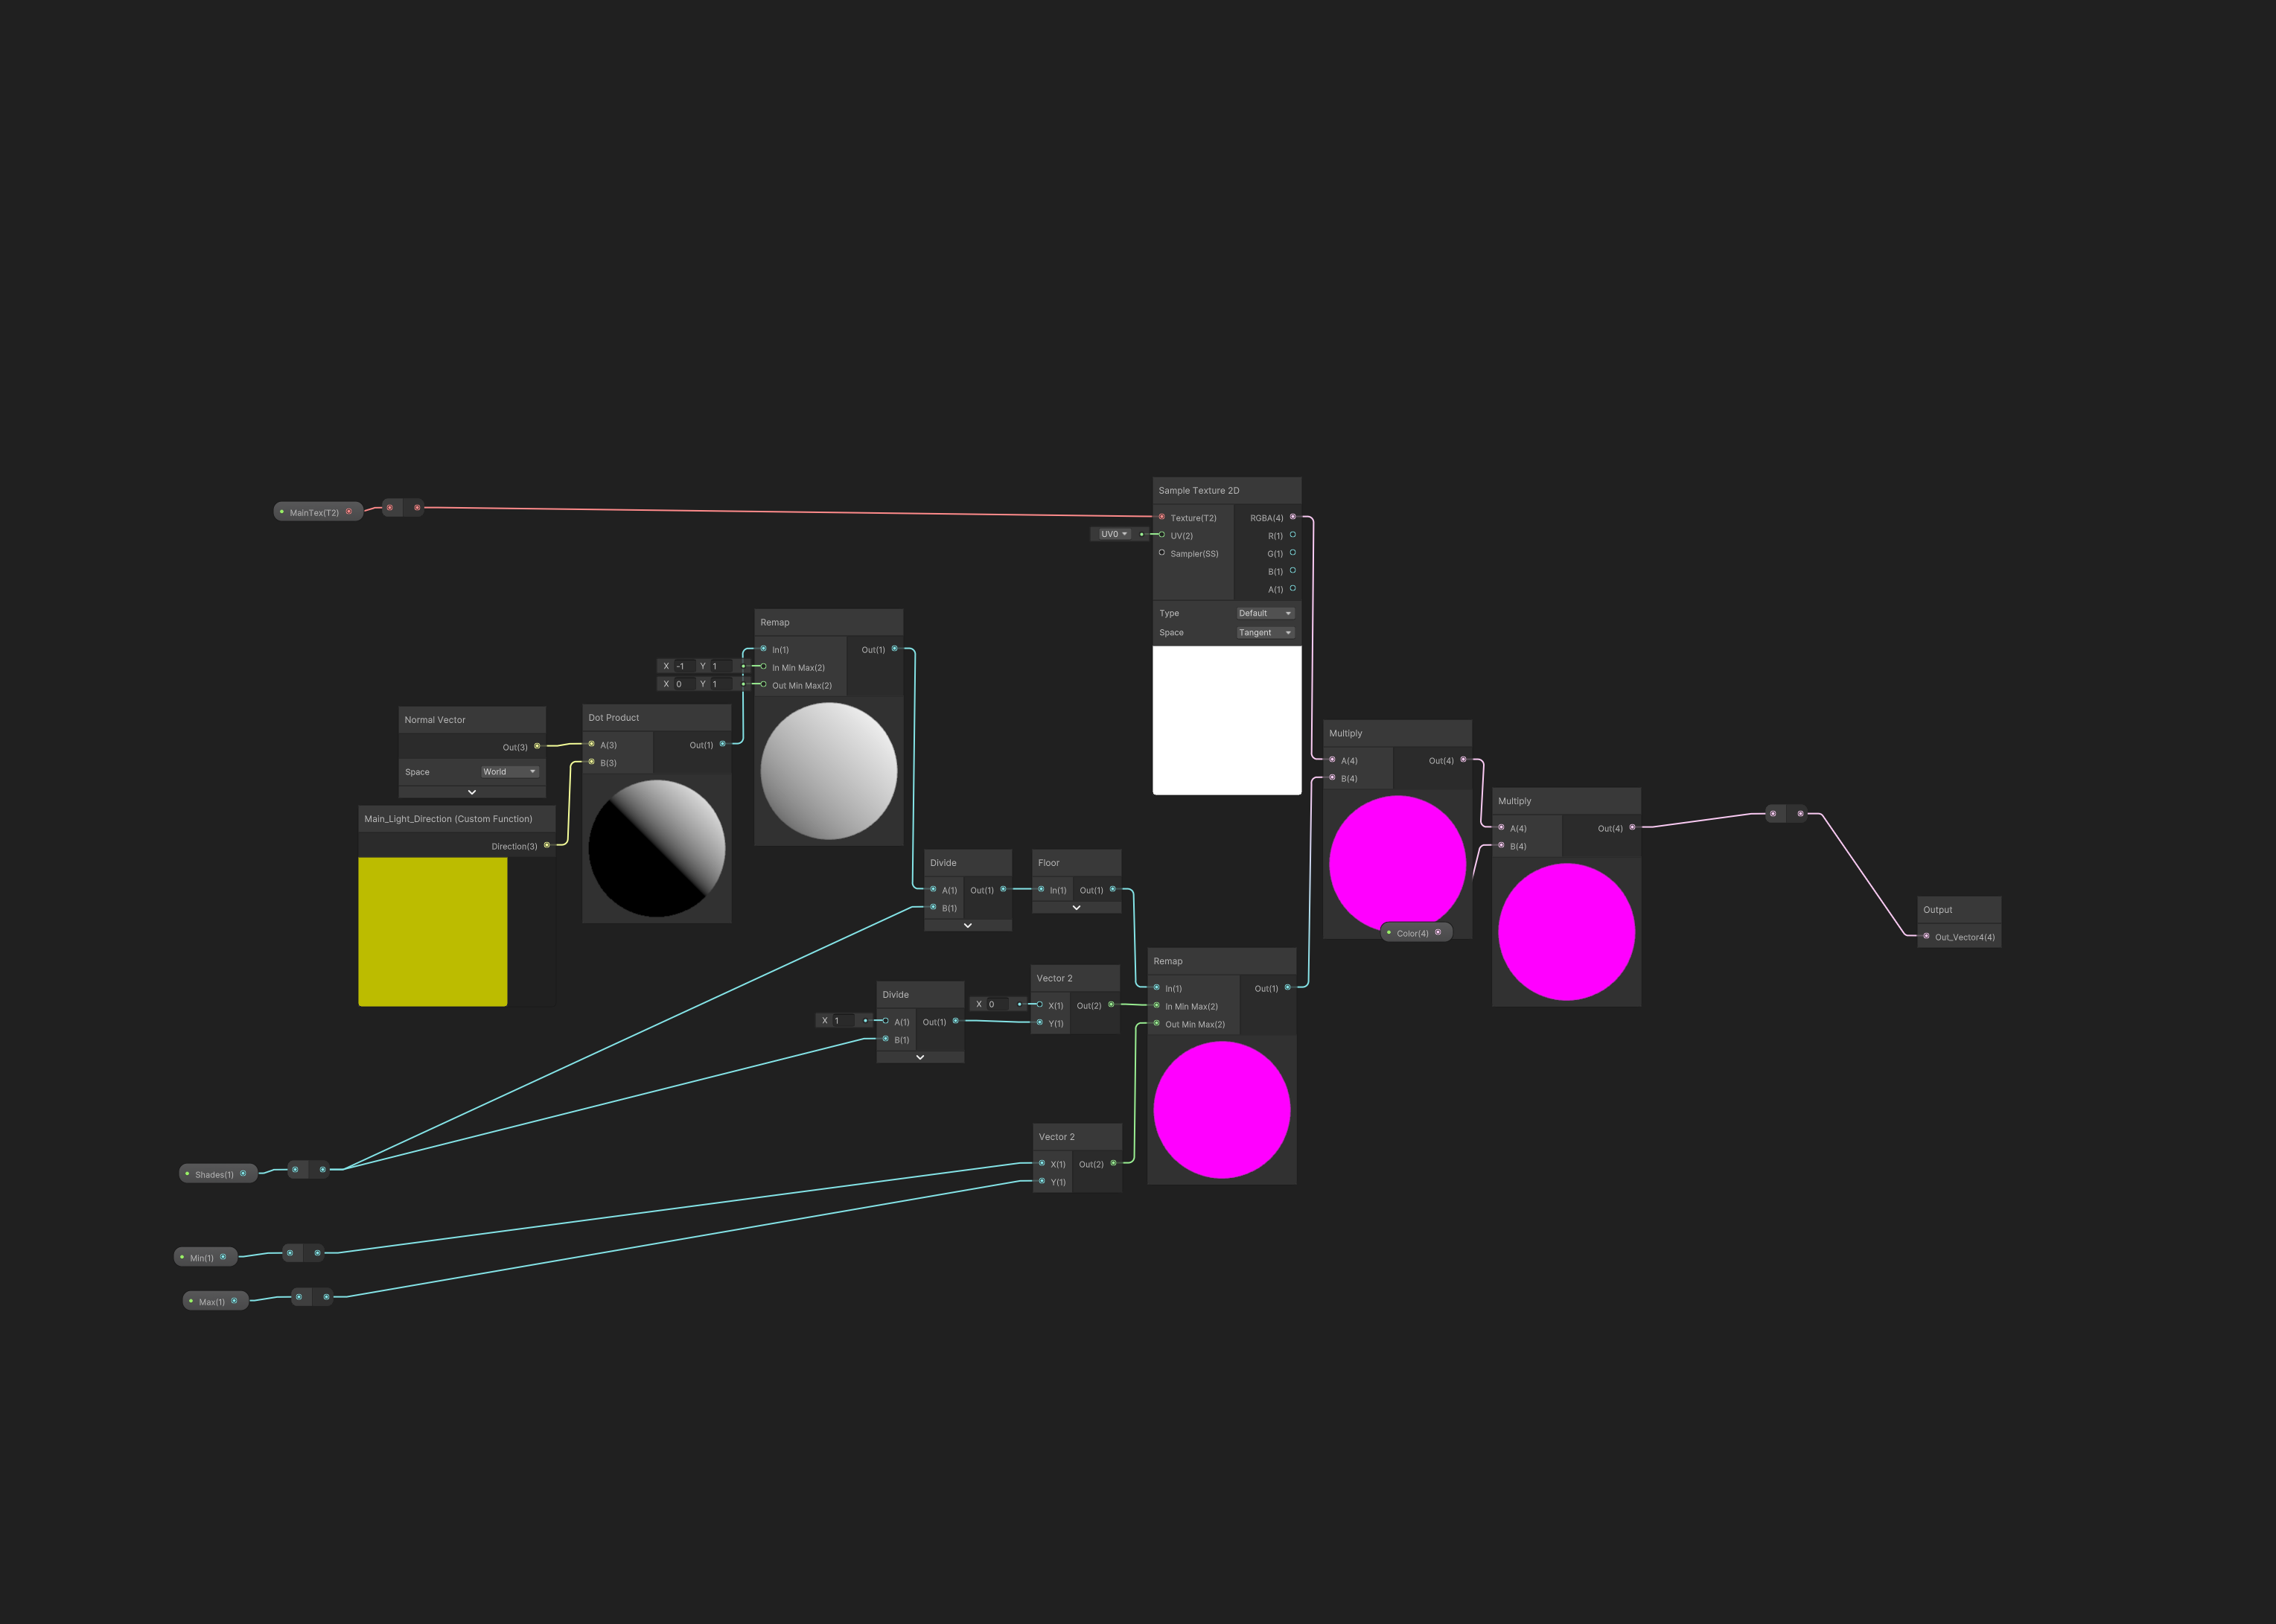 MainTex(T2)
Sample Texture 2D
Texture(T2)
RGBA(4)
UV0
UV(2)
R(1)
Sampler(SS)
G(1)
B(1)
A(1)
Type
Default
Space
Tangent
Remap
In(1)
Out(1)
X -1 Y 1
In Min Max(2)
X 0 Y 1
Out Min Max(2)
Normal Vector
Out(3)
Space
World
Dot Product
A(3)
Out(1)
B(3)
Main_Light_Direction (Custom Function)
Direction(3)
Multiply
A(4)
Out(4)
B(4)
Multiply
A(4)
Out(4)
B(4)
Divide
A(1)
Out(1)
B(1)
Floor
In(1)
Out(1)
Color(4)
Output
Out_Vector4(4)
Divide
X 1
A(1)
Out(1)
B(1)
Vector 2
X 0
X(1)
Out(2)
Y(1)
Remap
In(1)
Out(1)
In Min Max(2)
Out Min Max(2)
Vector 2
X(1)
Out(2)
Y(1)
Shades(1)
Min(1)
Max(1)